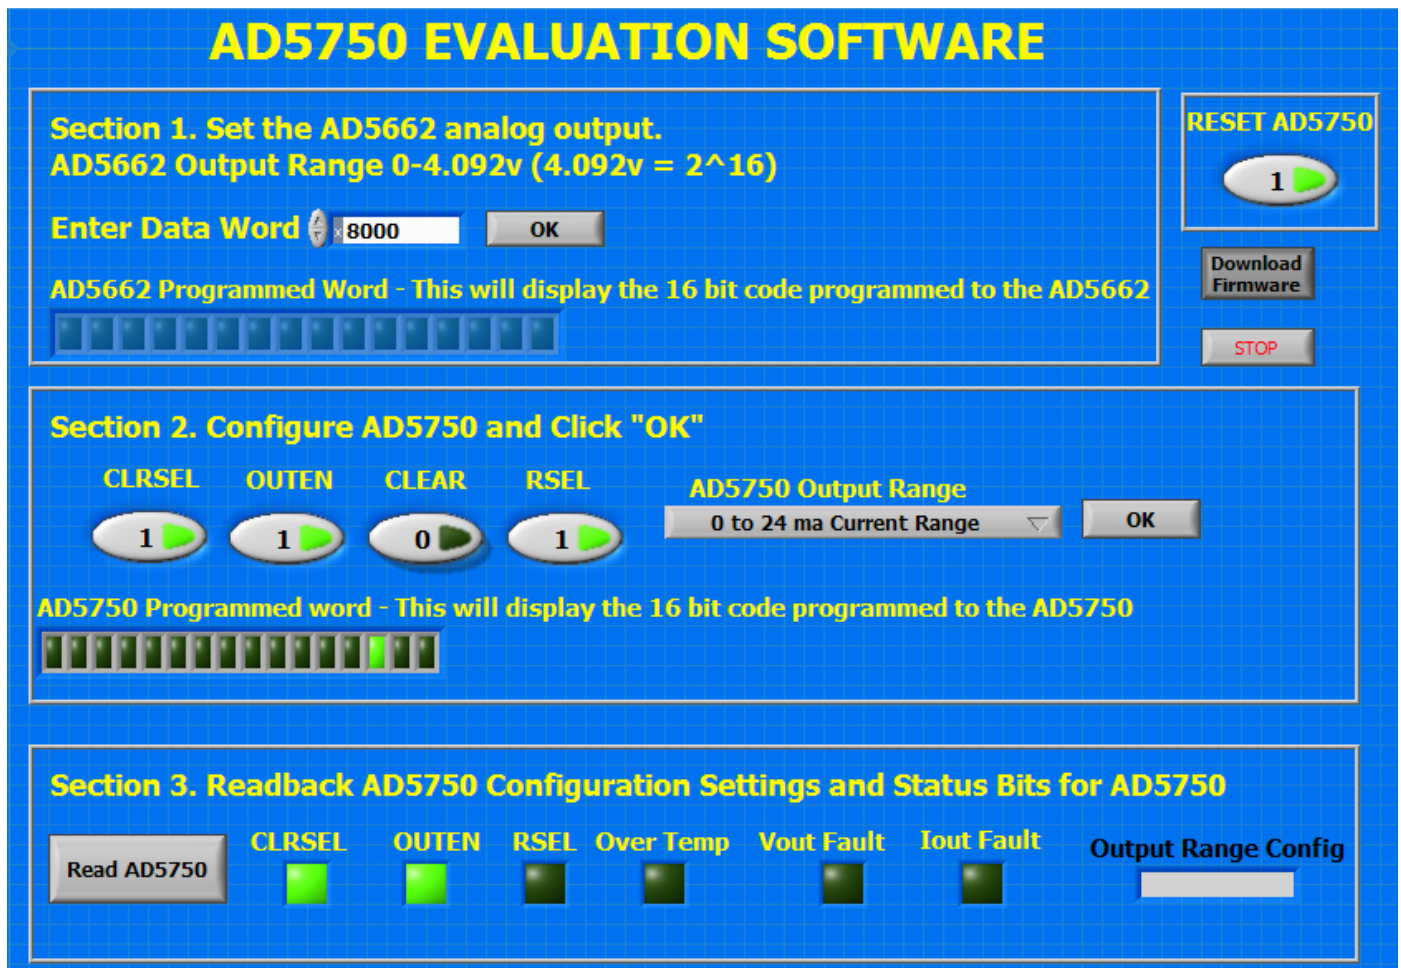 AD5750 EVALUATION SOFTWARE
Section 1. Set the AD5662 analog output.
AD5662 Output Range 0-4.092v (4.092v = 2^16)
Enter Data Word x 8000 OK
AD5662 Programmed Word - This will display the 16 bit code programmed to the AD5662
RESET AD5750
1
Download
Firmware
STOP
Section 2. Configure AD5750 and Click "OK"
CLRSEL OUTEN CLEAR RSEL
1 1 0 1
AD5750 Output Range
0 to 24 ma Current Range OK
AD5750 Programmed word - This will display the 16 bit code programmed to the AD5750
Section 3. Readback AD5750 Configuration Settings and Status Bits for AD5750
Read AD5750
CLRSEL OUTEN RSEL Over Temp Vout Fault Iout Fault
Output Range Config